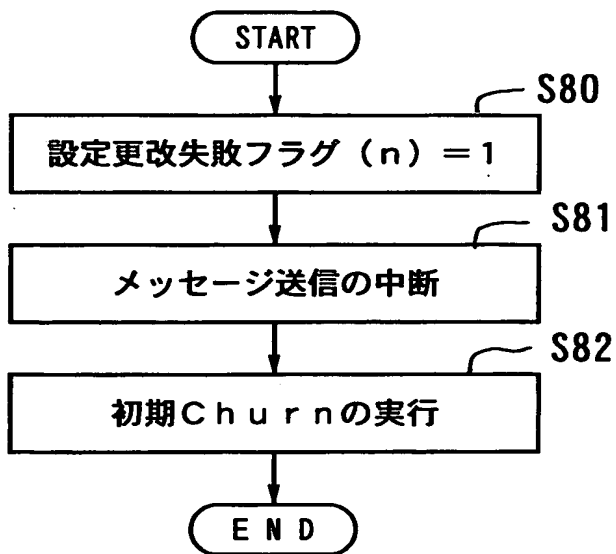 START
S80
設定更改失敗フラグ（n）＝1
S81
メッセージ送信の中断
S82
初期Churnの実行
END